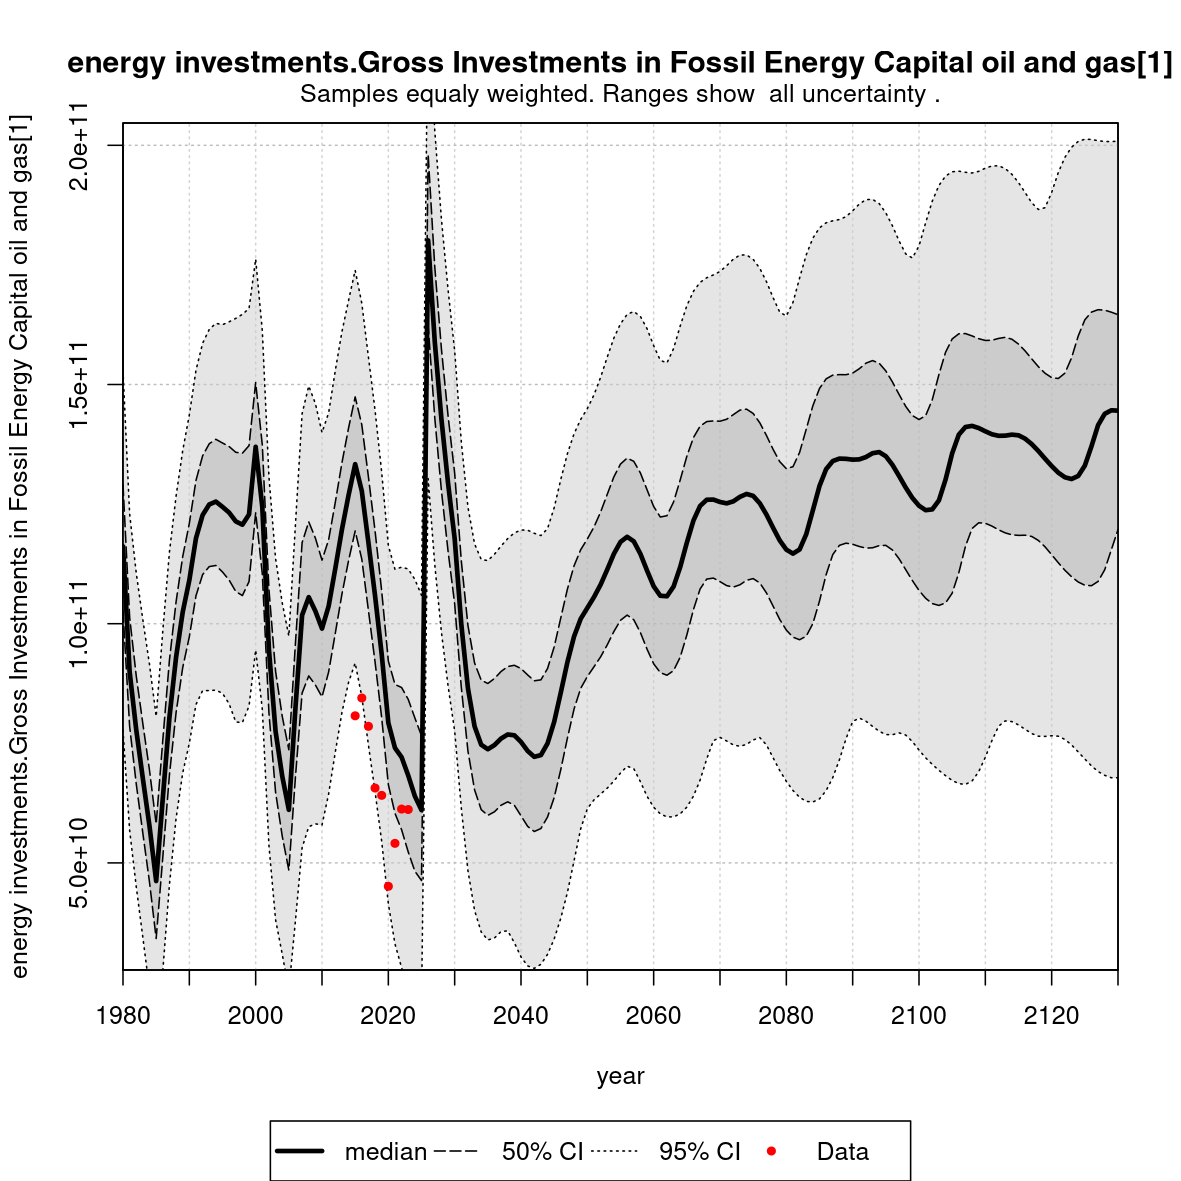 energy investments.Gross Investments in Fossil Energy Capital oil and gas[1]
Samples equaly weighted. Ranges show  all uncertainty .
energy investments.Gross Investments in Fossil Energy Capital oil and gas[1]
2.0e+11
1.5e+11
1.0e+11
5.0e+10
1980 2000 2020 2040 2060 2080 2100 2120
year
median 50% CI 95% CI Data